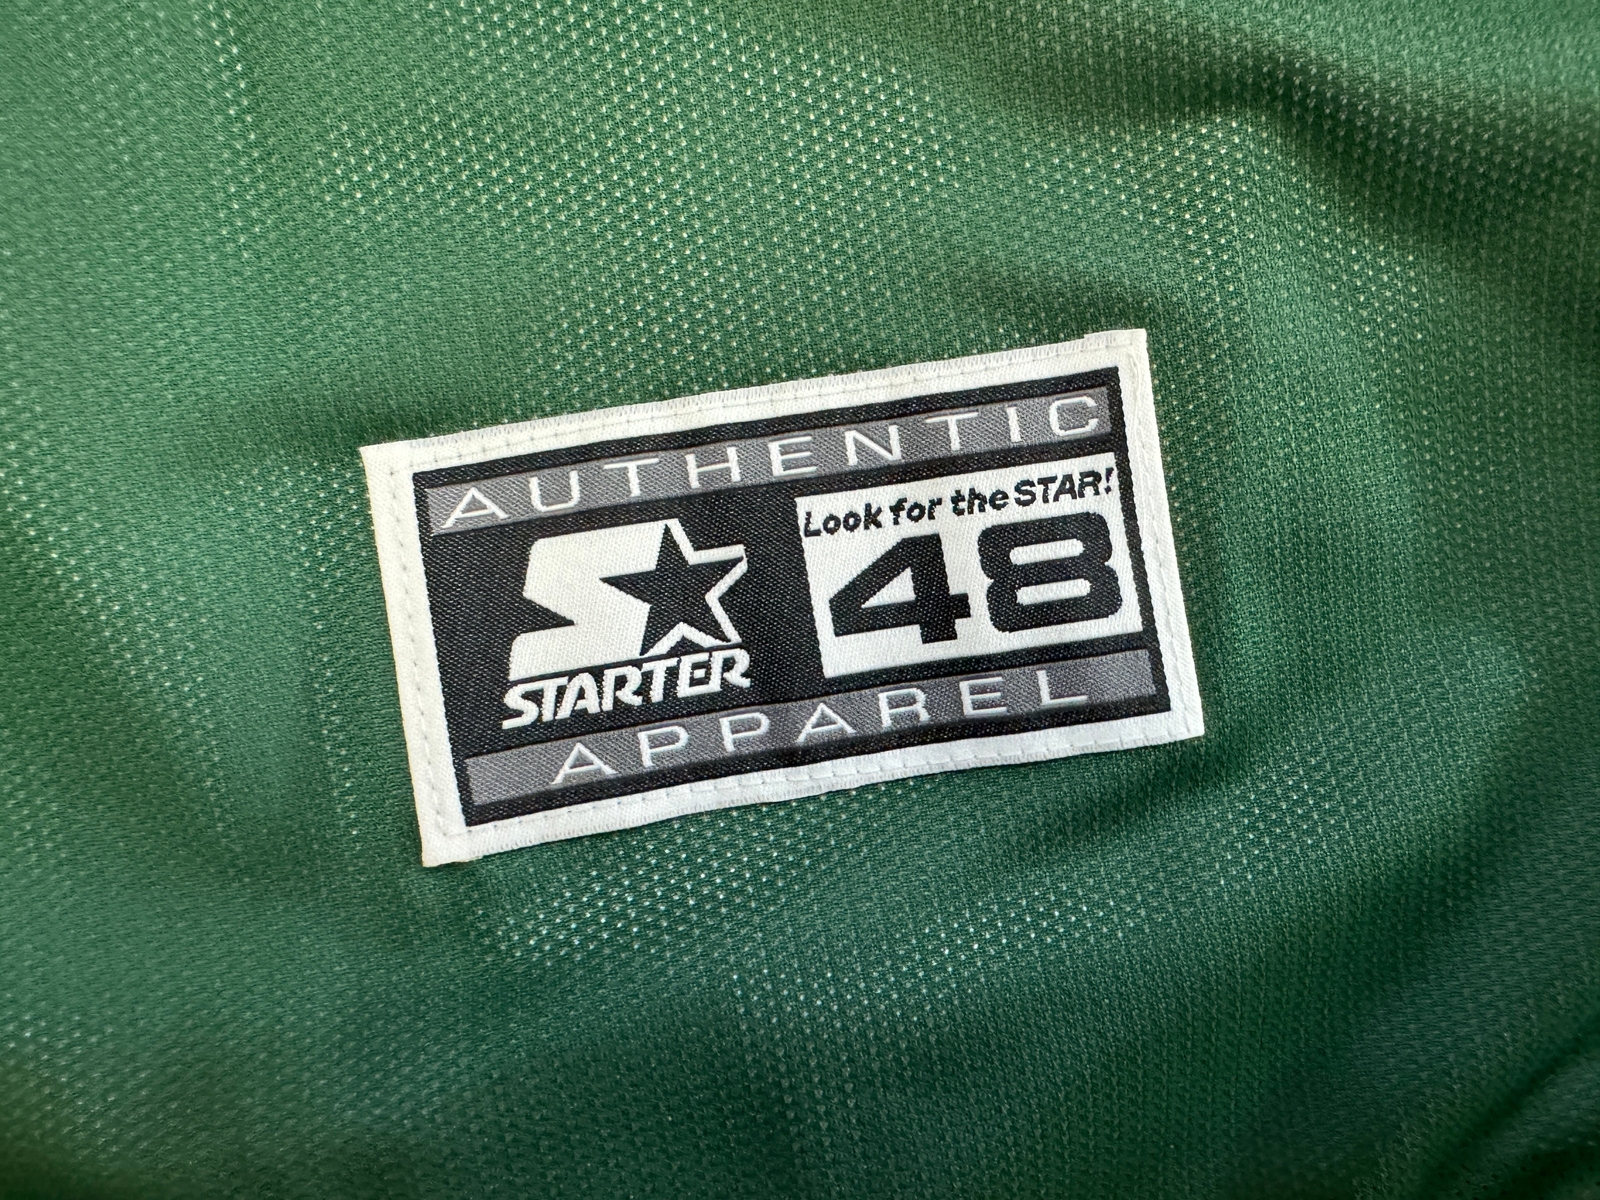 AUTHENTIC
Look for the STAR!
48
STARTER
APPAREL